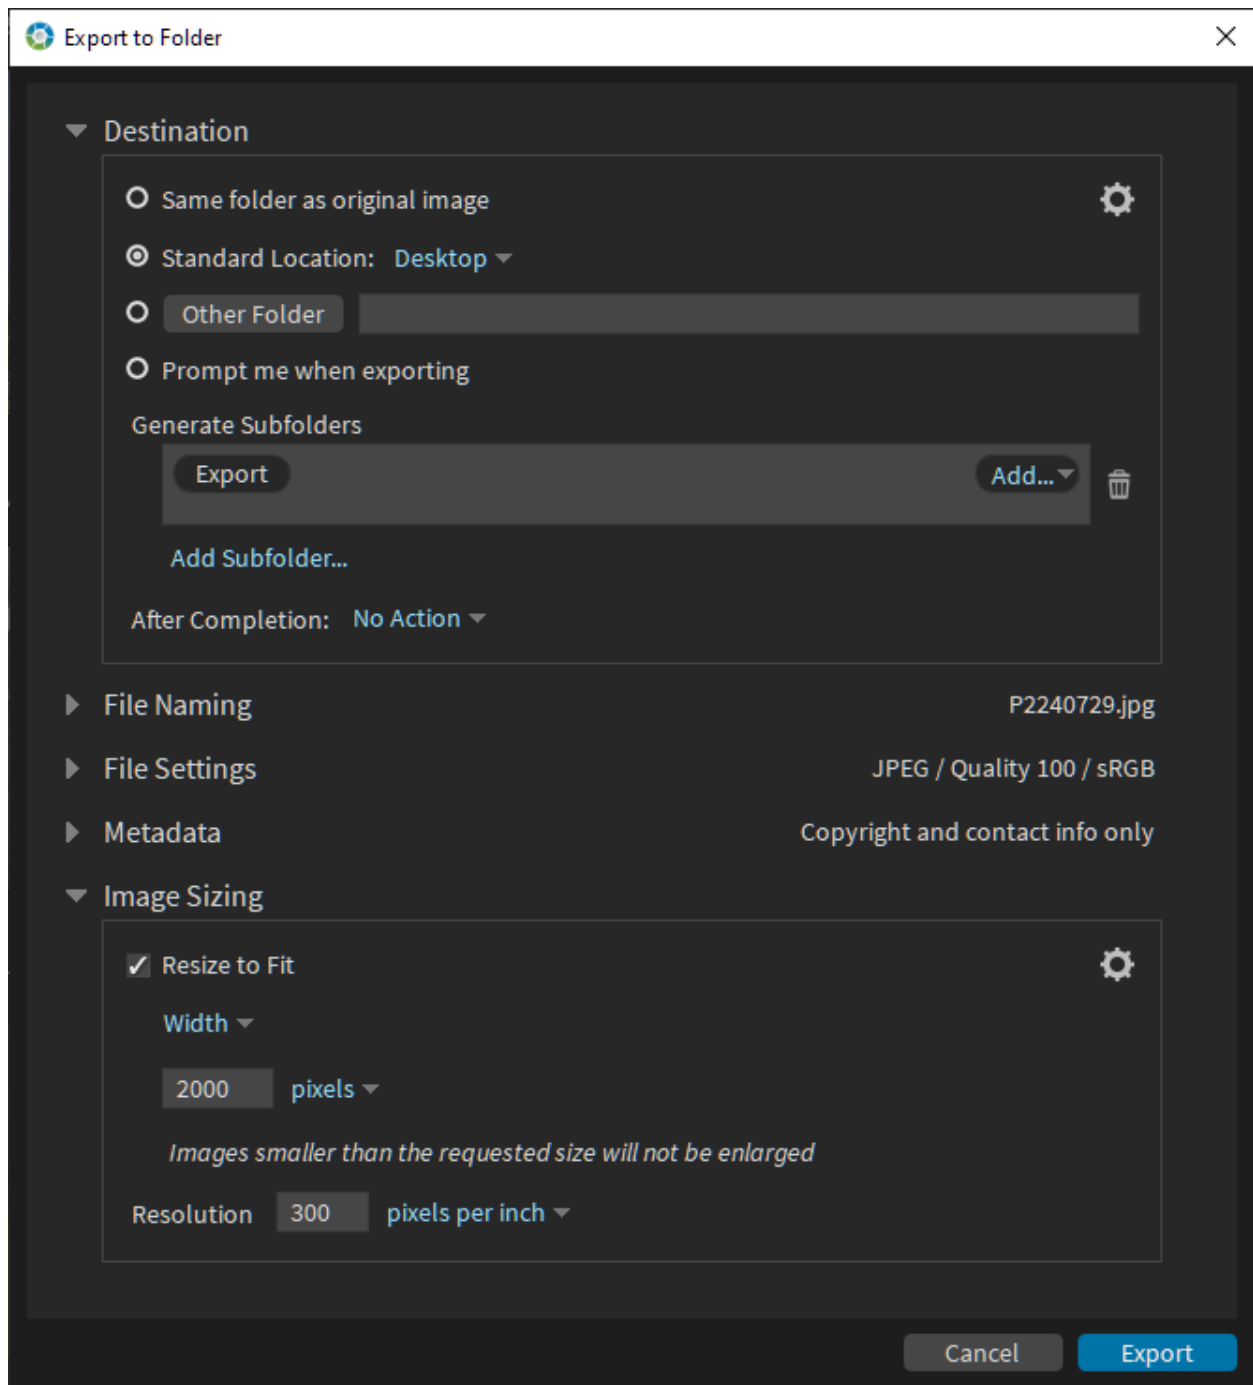 Export to Folder
Destination
Same folder as original image
Standard Location: Desktop
Other Folder
Prompt me when exporting
Generate Subfolders
Export Add...
Add Subfolder...
After Completion: No Action
File Naming P2240729.jpg
File Settings JPEG / Quality 100 / sRGB
Metadata Copyright and contact info only
Image Sizing
Resize to Fit
Width
2000 pixels
Images smaller than the requested size will not be enlarged
Resolution 300 pixels per inch
Cancel Export